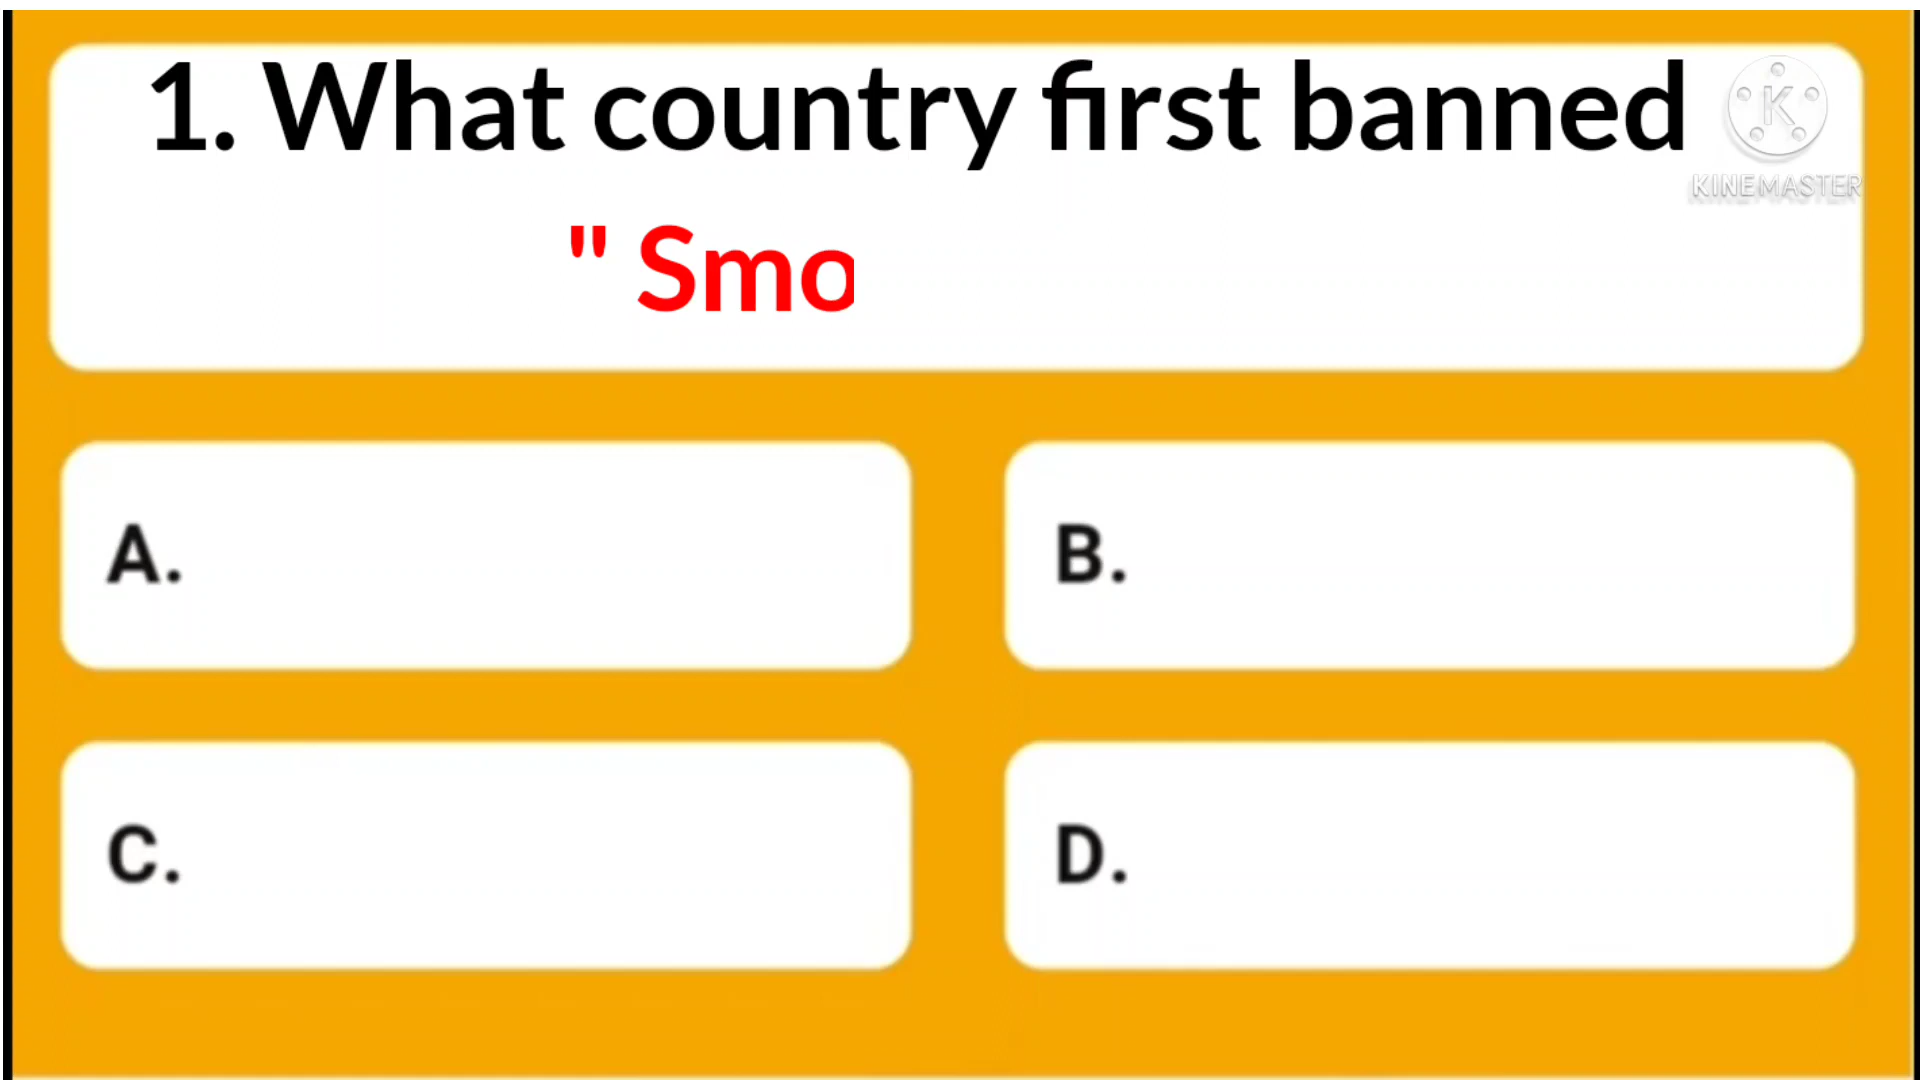 1. What country first banned
" Smo
KINEMASTER
A.
B.
C.
D.